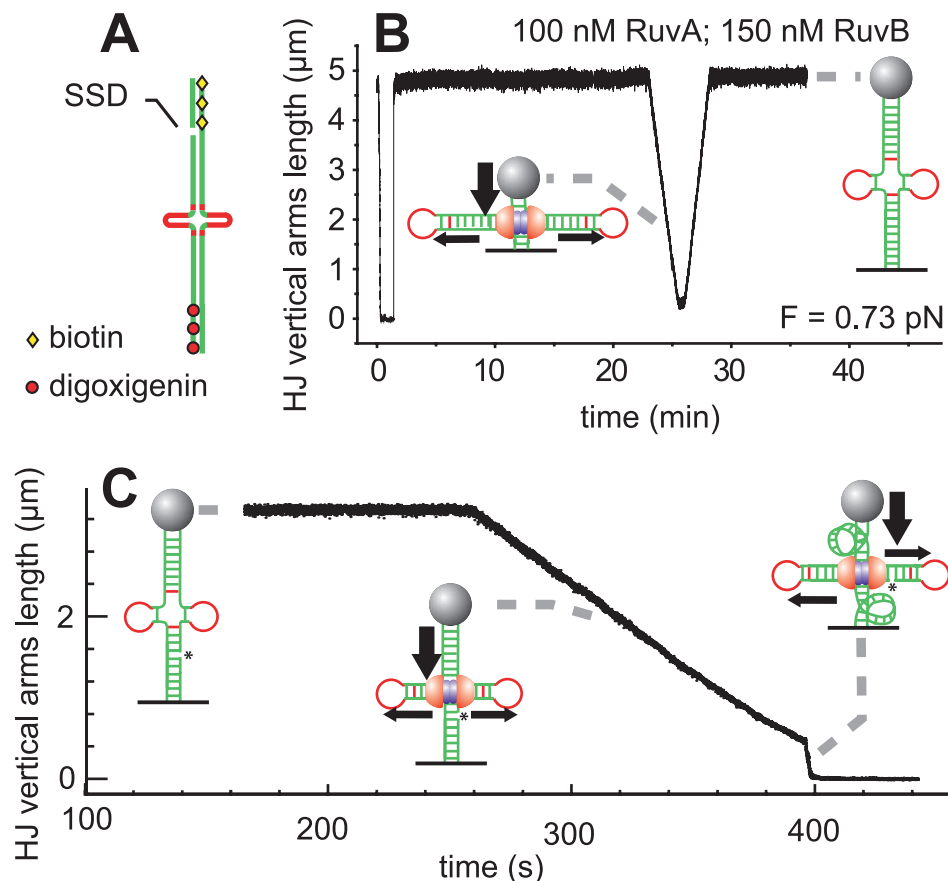 A
SSD
biotin
digoxigenin
B
100 nM RuvA; 150 nM RuvB
HJ vertical arms length (µm)
5
4
3
2
1
0
F = 0.73 pN
0 10 20 30 40
time (min)
C
HJ vertical arms length (µm)
2
0
*
*
*
100 200 300 400
time (s)